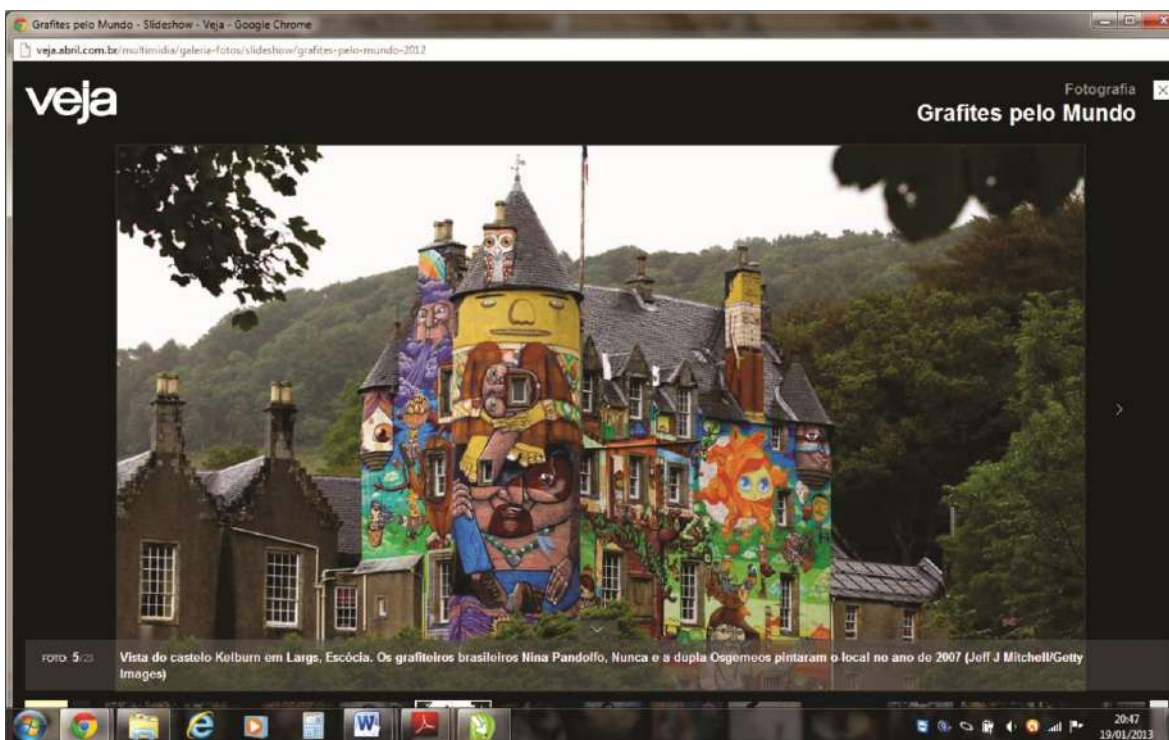 Grafites pelo Mundo - Slideshow - Veja - Google Chrome
veja.abril.com.br/multimidia/galeria-fotos/slideshow/grafites-pelo-mundo-2012
veja
Fotografia
Grafites pelo Mundo
FOTO: 5/
Vista do castelo Kelburn em Largs, Escócia. Os grafiteiros brasileiros Nina Pandolfo, Nunca e a dupla Osgemeos pintaram o local no ano de 2007 (Jeff J Mitchell/Getty
Images)
20:47
19/01/2013